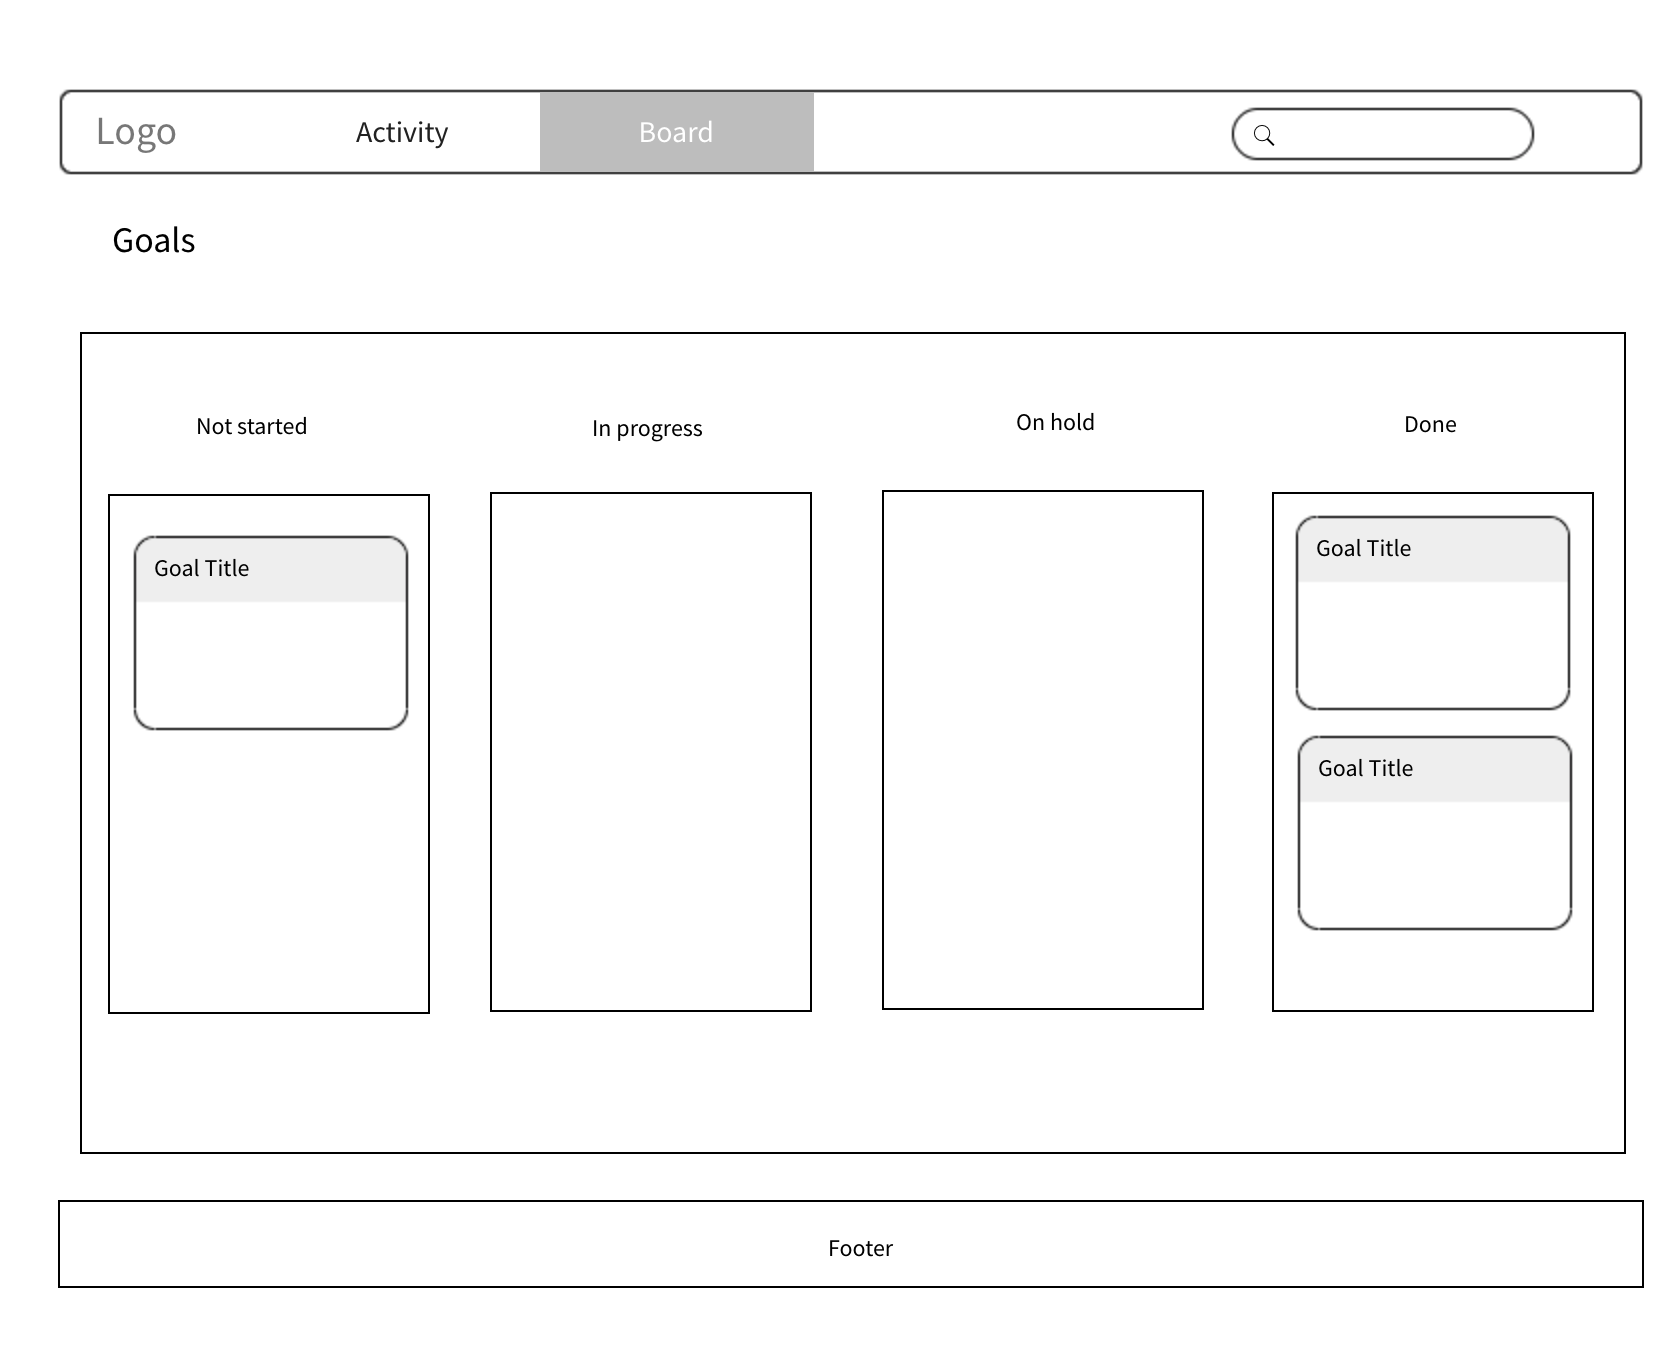 Logo
Activity
Board
Goals
Not started
In progress
On hold
Done
Goal Title
Goal Title
Goal Title
Footer